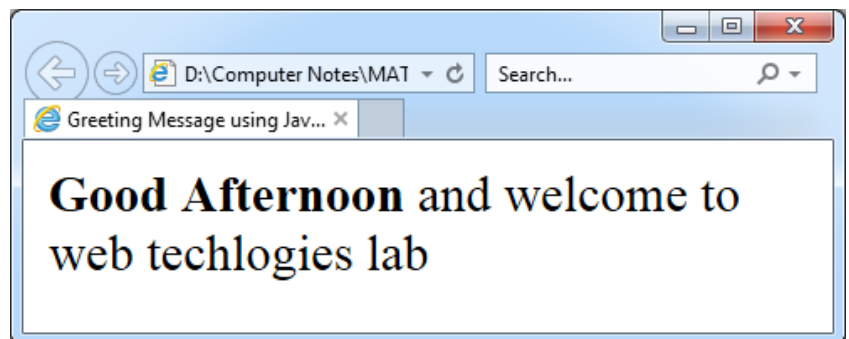 D:\Computer Notes\MAT
Search...
Greeting Message using Jav...
Good Afternoon and welcome to
web techlogies lab